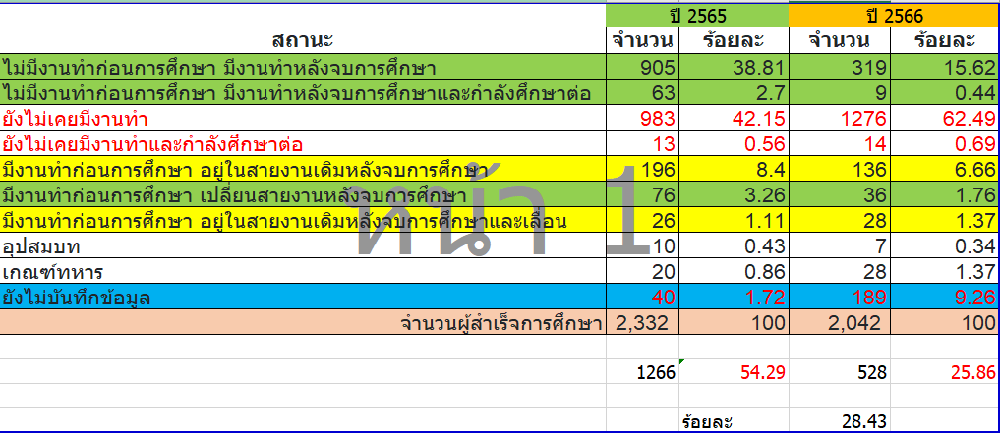 ปี 2565 ปี 2566
สถานะ จำนวน ร้อยละ จำนวน ร้อยละ
ไม่มีงานทำก่อนการศึกษา มีงานทำหลังจบการศึกษา 905 38.81 319 15.62
ไม่มีงานทำก่อนการศึกษา มีงานทำหลังจบการศึกษาและกำลังศึกษาต่อ 63 2.7 9 0.44
ยังไม่เคยมีงานทำ 983 42.15 1276 62.49
ยังไม่เคยมีงานทำและกำลังศึกษาต่อ 13 0.56 14 0.69
มีงานทำก่อนการศึกษา อยู่ในสายงานเดิมหลังจบการศึกษา 196 8.4 136 6.66
มีงานทำก่อนการศึกษา เปลี่ยนสายงานหลังจบการศึกษา 76 3.26 36 1.76
มีงานทำก่อนการศึกษา อยู่ในสายงานเดิมหลังจบการศึกษาและเลื่อน 26 1.11 28 1.37
อุปสมบท 10 0.43 7 0.34
เกณฑ์ทหาร 20 0.86 28 1.37
ยังไม่บันทึกข้อมูล 40 1.72 189 9.26
จำนวนผู้สำเร็จการศึกษา 2,332 100 2,042 100
1266 54.29 528 25.86
ร้อยละ 28.43
หน้า 1